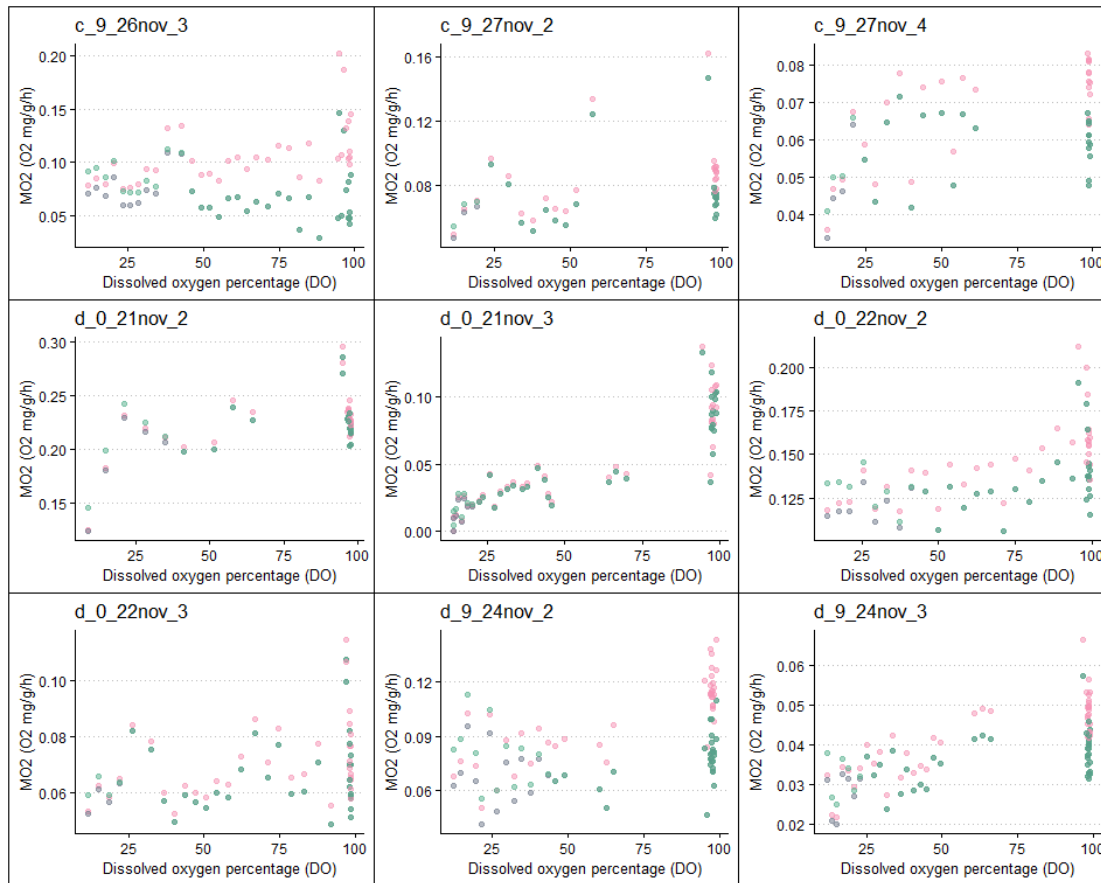 c_9_26nov_3
MO2 (O2 mg/g/h)
0.20
0.15
0.10
0.05
25 50 75 100
Dissolved oxygen percentage (DO)
c_9_27nov_2
MO2 (O2 mg/g/h)
0.16
0.12
0.08
25 50 75 100
Dissolved oxygen percentage (DO)
c_9_27nov_4
MO2 (O2 mg/g/h)
0.08
0.07
0.06
0.05
0.04
25 50 75 100
Dissolved oxygen percentage (DO)
d_0_21nov_2
MO2 (O2 mg/g/h)
0.30
0.25
0.20
0.15
0 25 50 75 100
Dissolved oxygen percentage (DO)
d_0_21nov_3
MO2 (O2 mg/g/h)
0.10
0.05
0.00
25 50 75 100
Dissolved oxygen percentage (DO)
d_0_22nov_2
MO2 (O2 mg/g/h)
0.200
0.175
0.150
0.125
25 50 75 100
Dissolved oxygen percentage (DO)
d_0_22nov_3
MO2 (O2 mg/g/h)
0.10
0.08
0.06
25 50 75 100
Dissolved oxygen percentage (DO)
d_9_24nov_2
MO2 (O2 mg/g/h)
0.12
0.09
0.06
25 50 75 100
Dissolved oxygen percentage (DO)
d_9_24nov_3
MO2 (O2 mg/g/h)
0.06
0.05
0.04
0.03
0.02
25 50 75 100
Dissolved oxygen percentage (DO)